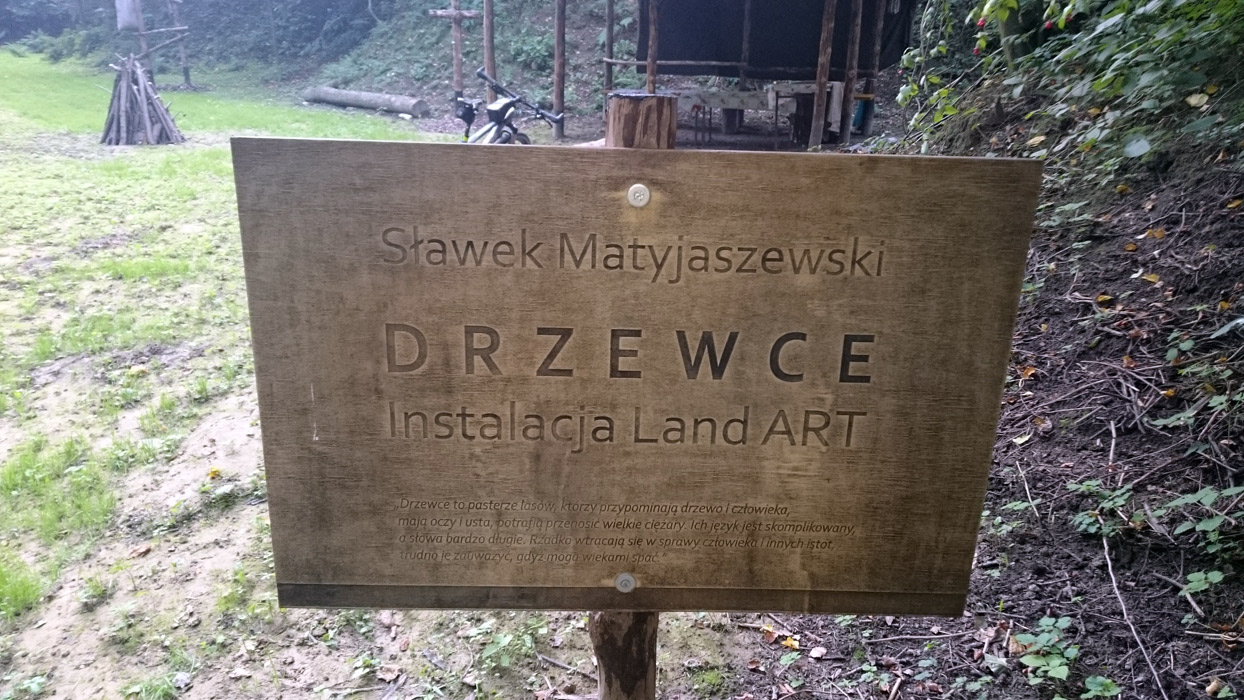 Sławek Matyjaszewski
DRZEWCE
Instalacja Land ART
„Drzewce to pasterze lasów, którzy przypominają drzewo i człowieka,
mają oczy i usta, potrafią przenosić wielkie ciężary. Ich język jest skomplikowany,
a słowa bardzo długie. Rzadko wtrącają się w sprawy człowieka i innych istot,
trudno je zauważyć, gdyż mogą wiekami spać.”